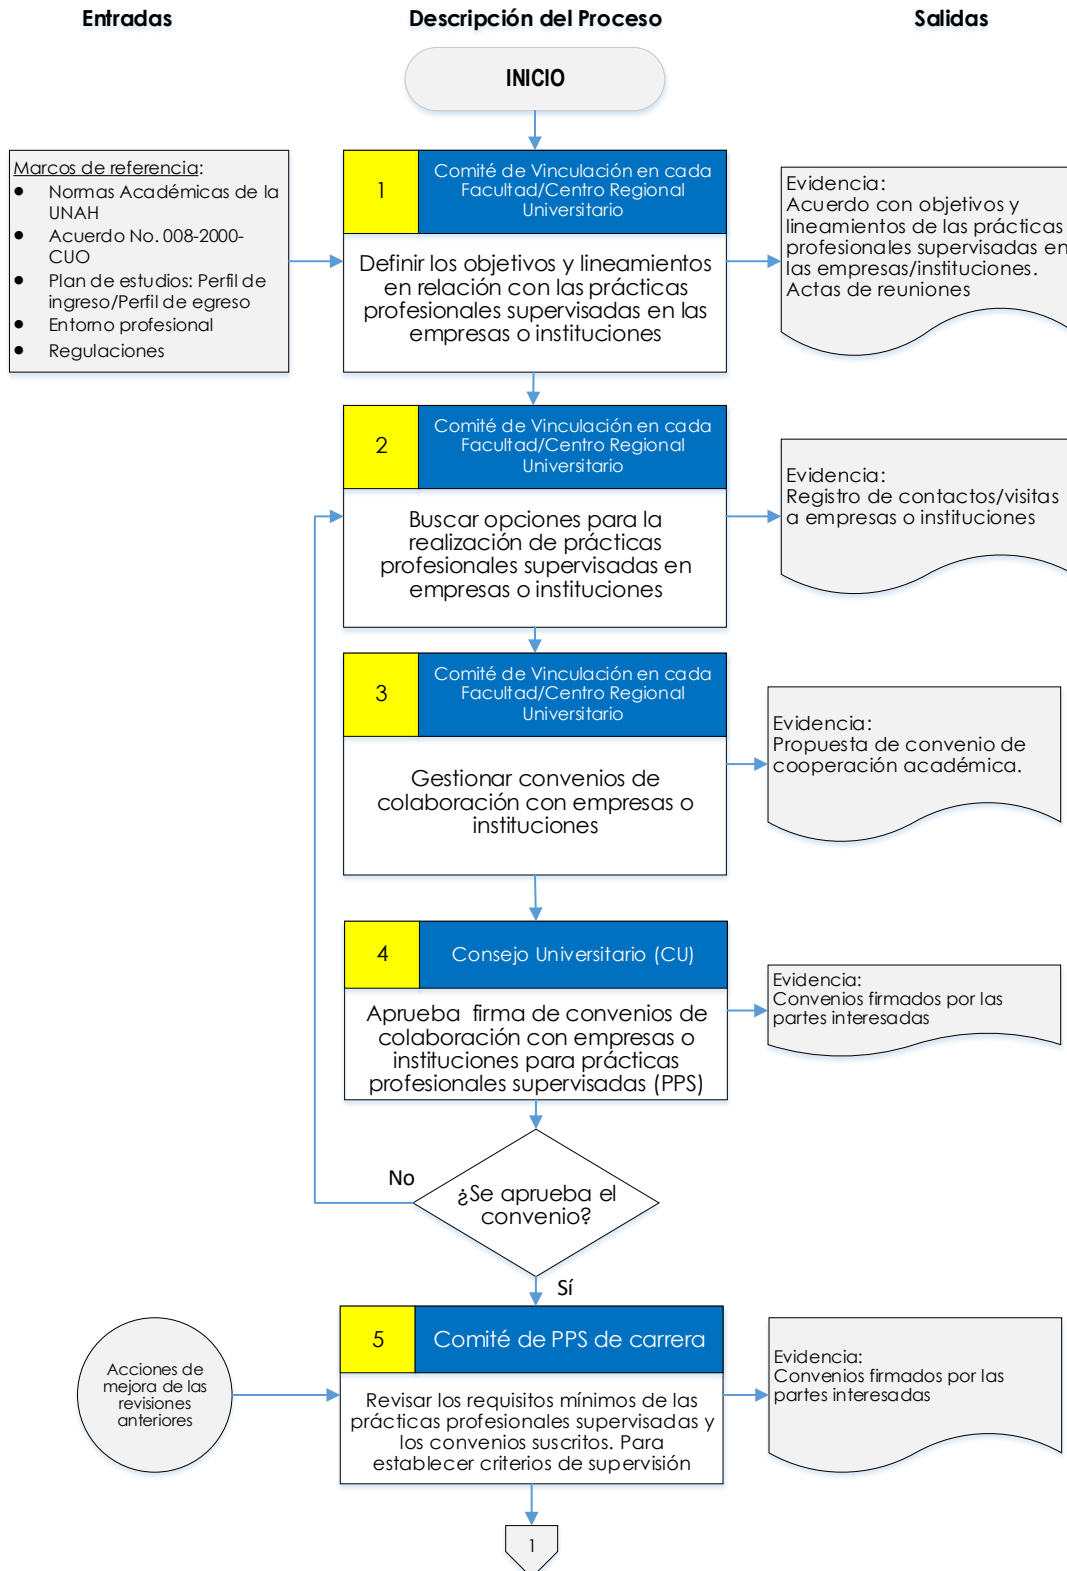 Entradas
Descripción del Proceso
Salidas
INICIO
Marcos de referencia:
● Normas Académicas de la
UNAH
● Acuerdo No. 008-2000-
CUO
● Plan de estudios: Perfil de
ingreso/Perfil de egreso
● Entorno profesional
● Regulaciones
1
Comité de Vinculación en cada
Facultad/Centro Regional
Universitario
Definir los objetivos y lineamientos
en relación con las prácticas
profesionales supervisadas en las
empresas o instituciones
Evidencia:
Acuerdo con objetivos y
lineamientos de las prácticas
profesionales supervisadas en
las empresas/instituciones.
Actas de reuniones
2
Comité de Vinculación en cada
Facultad/Centro Regional
Universitario
Buscar opciones para la
realización de prácticas
profesionales supervisadas en
empresas o instituciones
Evidencia:
Registro de contactos/visitas
a empresas o instituciones
3
Comité de Vinculación en cada
Facultad/Centro Regional
Universitario
Gestionar convenios de
colaboración con empresas o
instituciones
Evidencia:
Propuesta de convenio de
cooperación académica.
4
Consejo Universitario (CU)
Aprueba firma de convenios de
colaboración con empresas o
instituciones para prácticas
profesionales supervisadas (PPS)
Evidencia:
Convenios firmados por las
partes interesadas
No
¿Se aprueba el
convenio?
Sí
Acciones de
mejora de las
revisiones
anteriores
5
Comité de PPS de carrera
Revisar los requisitos mínimos de las
prácticas profesionales supervisadas y
los convenios suscritos. Para
establecer criterios de supervisión
Evidencia:
Convenios firmados por las
partes interesadas
1